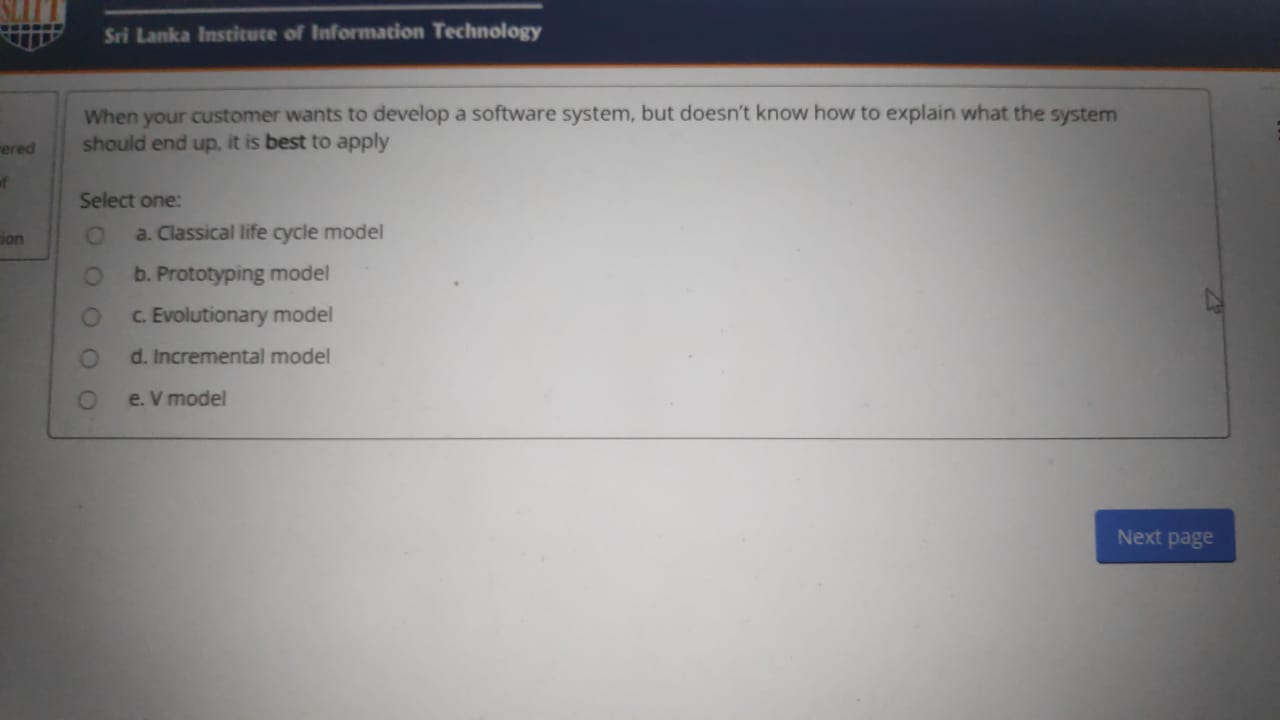 SLIIT
Sri Lanka Institute of Information Technology
When your customer wants to develop a software system, but doesn't know how to explain what the system
ered
should end up, it is best to apply
of
Select one:
ion
a. Classical life cycle model
b. Prototyping model
c. Evolutionary model
d. Incremental model
e. V model
Next page